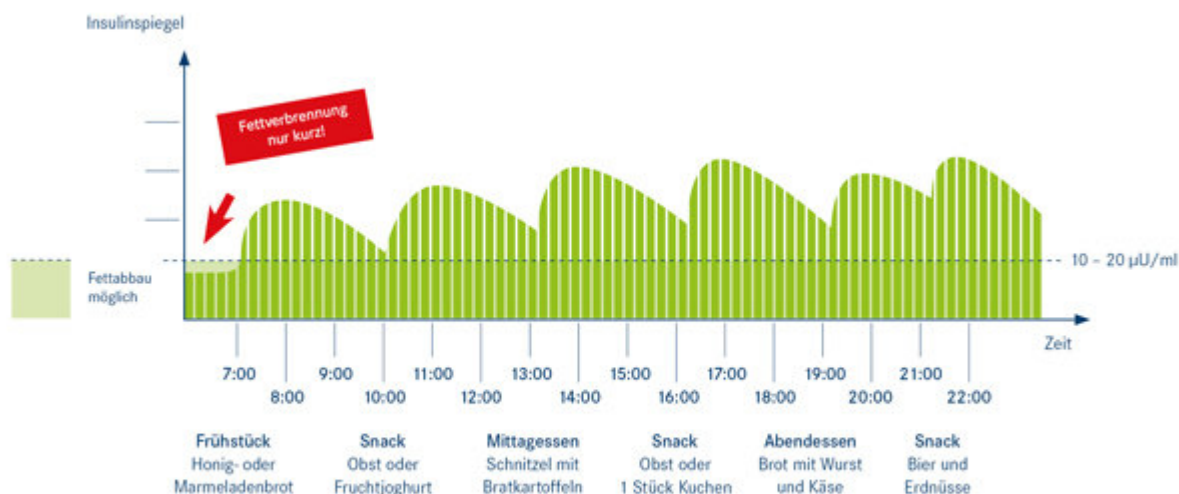 Insulinspiegel
Fettverbrennung
nur kurz!
10 – 20 µU/ml
Fettabbau
möglich
Zeit
7:00 9:00 11:00 13:00 15:00 17:00 19:00 21:00
8:00 10:00 12:00 14:00 16:00 18:00 20:00 22:00
Frühstück
Honig- oder
Marmeladenbrot
Snack
Obst oder
Fruchtjoghurt
Mittagessen
Schnitzel mit
Bratkartoffeln
Snack
Obst oder
1 Stück Kuchen
Abendessen
Brot mit Wurst
und Käse
Snack
Bier und
Erdnüsse